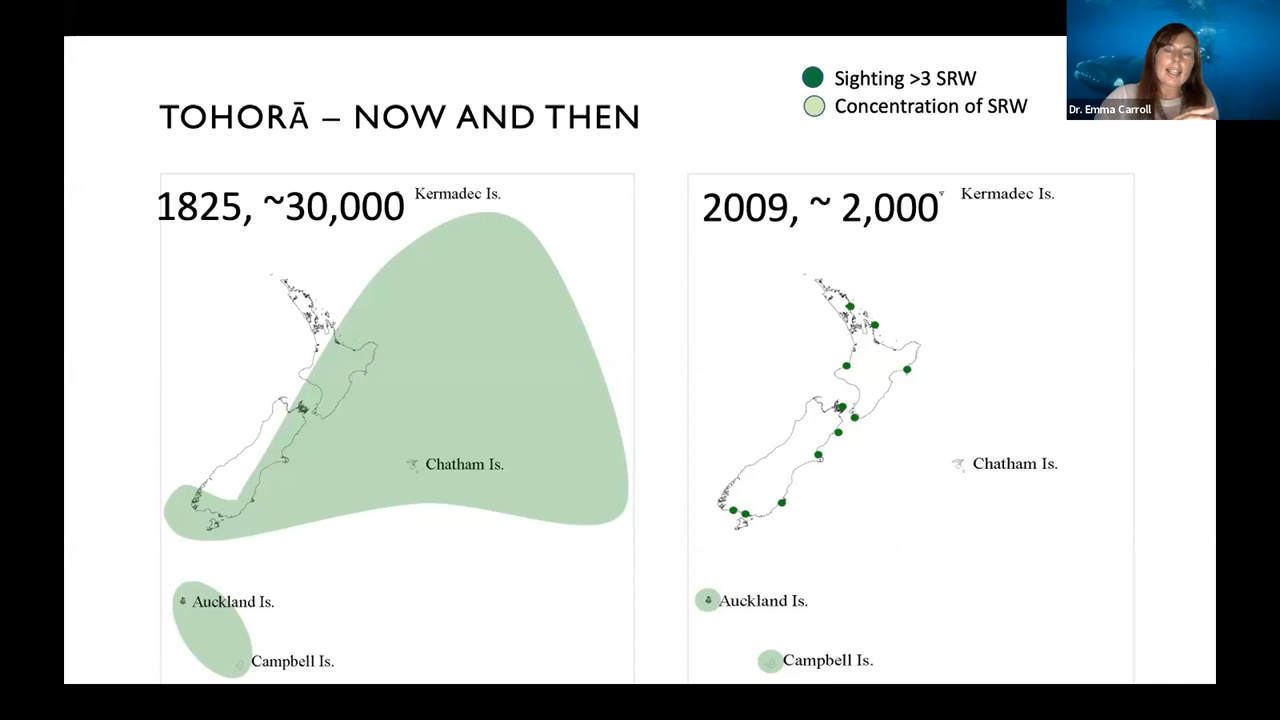 TOHORĀ – NOW AND THEN
Sighting >3 SRW
Concentration of SRW
Dr. Emma Carroll
1825, ~30,000
Kermadec Is.
Chatham Is.
Auckland Is.
Campbell Is.
2009, ~ 2,000
Kermadec Is.
Chatham Is.
Auckland Is.
Campbell Is.